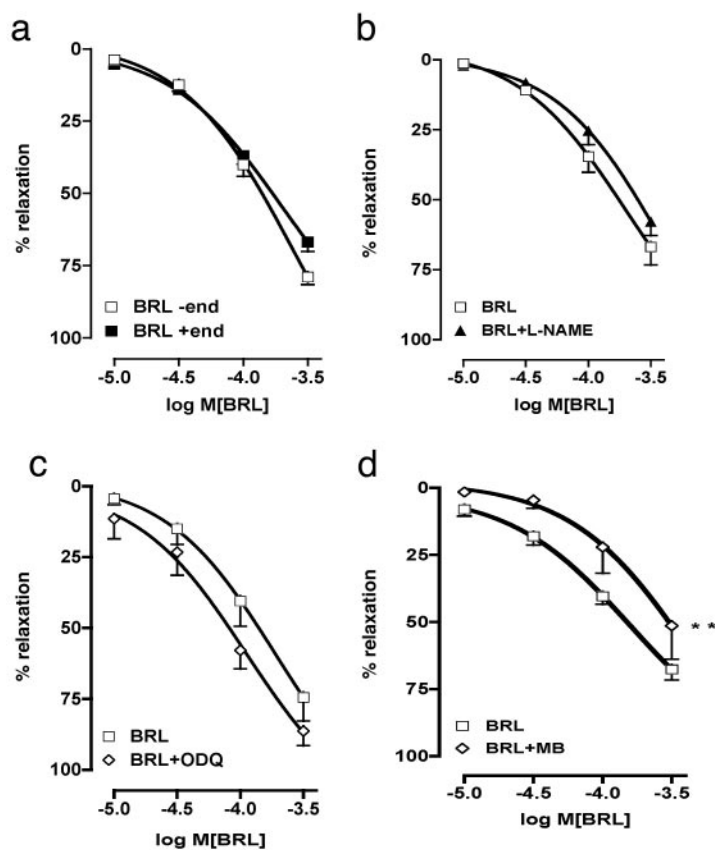 a
0
25
50
75
100
% relaxation
BRL -end
BRL +end
-5.0 -4.5 -4.0 -3.5
log M[BRL]
b
0
25
50
75
100
% relaxation
BRL
BRL+L-NAME
-5.0 -4.5 -4.0 -3.5
log M[BRL]
c
0
25
50
75
100
% relaxation
BRL
BRL+ODQ
-5.0 -4.5 -4.0 -3.5
log M[BRL]
d
0
25
50
75
100
% relaxation
* *
BRL
BRL+MB
-5.0 -4.5 -4.0 -3.5
log M[BRL]